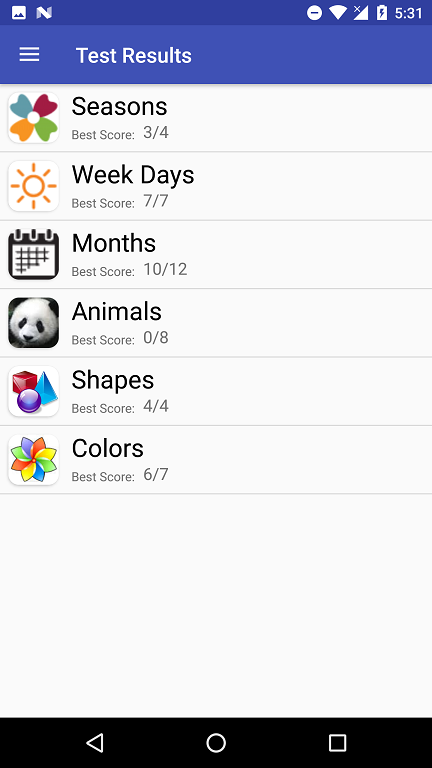 5:31
Test Results
Seasons
Best Score: 3/4
Week Days
Best Score: 7/7
Months
Best Score: 10/12
Animals
Best Score: 0/8
Shapes
Best Score: 4/4
Colors
Best Score: 6/7